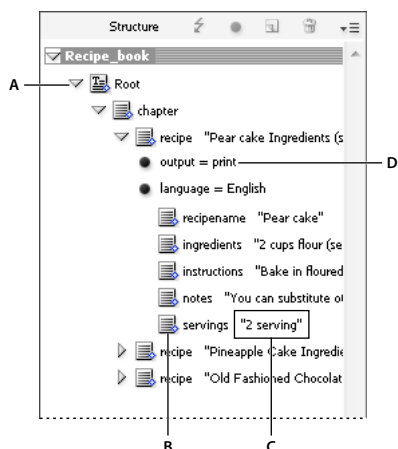 Structure
Recipe_book
A
Root
chapter
recipe "Pear cake Ingredients (s
output = print
D
language = English
recipename "Pear cake"
ingredients "2 cups flour (se
instructions "Bake in floured
notes "You can substitute ot
servings "2 serving"
recipe "Pineapple Cake Ingredie
recipe "Old Fashioned Chocolat
B
C